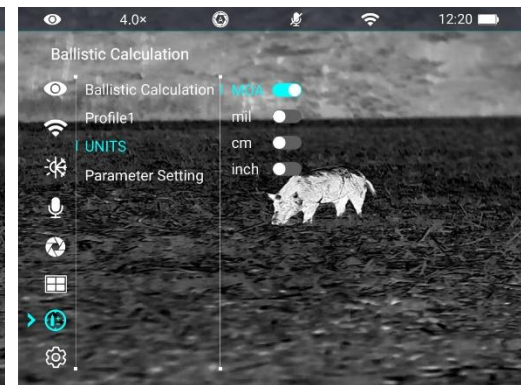 4.0× A 12:20
Ballistic Calculation
Ballistic Calculation MOA
Profile1 mil
UNITS cm
Parameter Setting inch